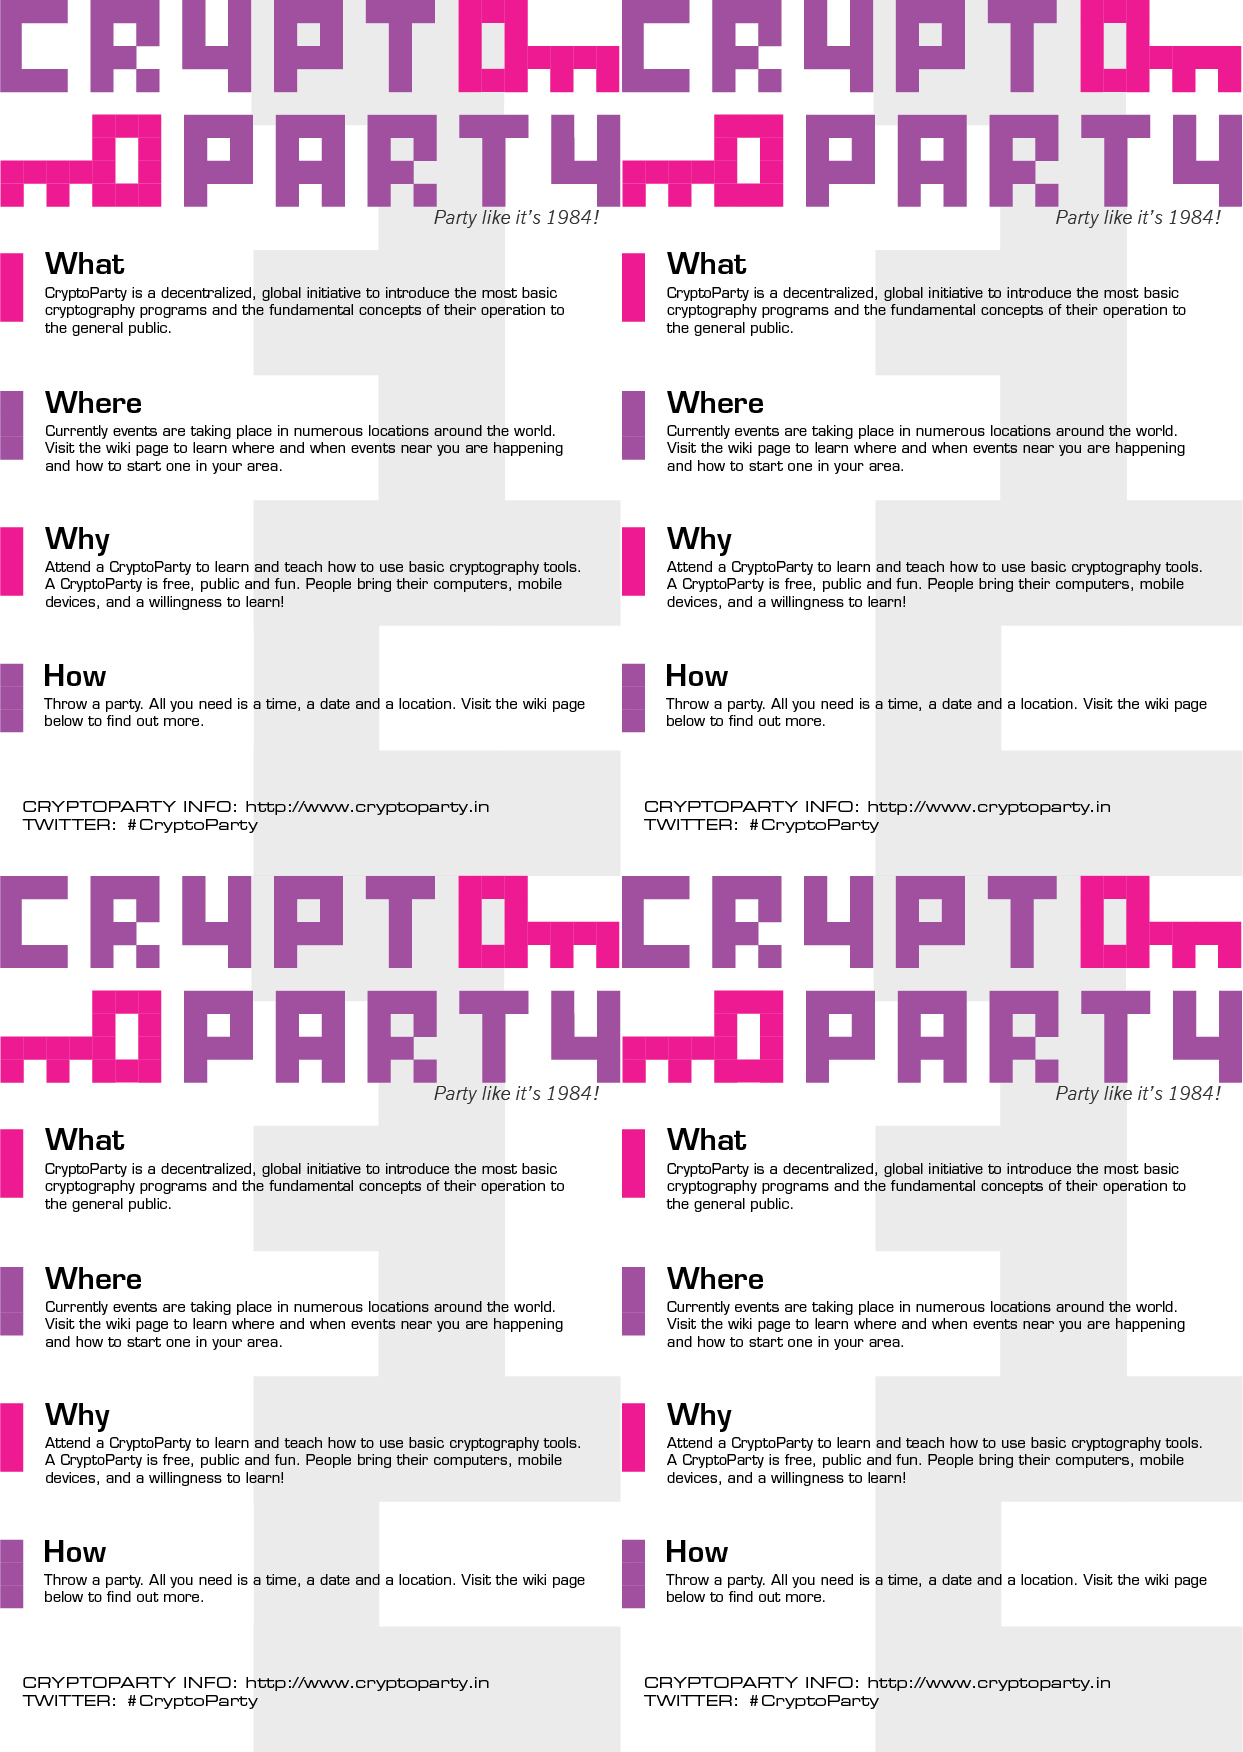 CRYPTO
PARTY
Party like it's 1984!
What
CryptoParty is a decentralized, global initiative to introduce the most basic
cryptography programs and the fundamental concepts of their operation to
the general public.
Where
Currently events are taking place in numerous locations around the world.
Visit the wiki page to learn where and when events near you are happening
and how to start one in your area.
Why
Attend a CryptoParty to learn and teach how to use basic cryptography tools.
A CryptoParty is free, public and fun. People bring their computers, mobile
devices, and a willingness to learn!
How
Throw a party. All you need is a time, a date and a location. Visit the wiki page
below to find out more.
CRYPTOPARTY INFO: http://www.cryptoparty.in
TWITTER: #CryptoParty
CRYPTO
PARTY
Party like it's 1984!
What
CryptoParty is a decentralized, global initiative to introduce the most basic
cryptography programs and the fundamental concepts of their operation to
the general public.
Where
Currently events are taking place in numerous locations around the world.
Visit the wiki page to learn where and when events near you are happening
and how to start one in your area.
Why
Attend a CryptoParty to learn and teach how to use basic cryptography tools.
A CryptoParty is free, public and fun. People bring their computers, mobile
devices, and a willingness to learn!
How
Throw a party. All you need is a time, a date and a location. Visit the wiki page
below to find out more.
CRYPTOPARTY INFO: http://www.cryptoparty.in
TWITTER: #CryptoParty
CRYPTO
PARTY
Party like it's 1984!
What
CryptoParty is a decentralized, global initiative to introduce the most basic
cryptography programs and the fundamental concepts of their operation to
the general public.
Where
Currently events are taking place in numerous locations around the world.
Visit the wiki page to learn where and when events near you are happening
and how to start one in your area.
Why
Attend a CryptoParty to learn and teach how to use basic cryptography tools.
A CryptoParty is free, public and fun. People bring their computers, mobile
devices, and a willingness to learn!
How
Throw a party. All you need is a time, a date and a location. Visit the wiki page
below to find out more.
CRYPTOPARTY INFO: http://www.cryptoparty.in
TWITTER: #CryptoParty
CRYPTO
PARTY
Party like it's 1984!
What
CryptoParty is a decentralized, global initiative to introduce the most basic
cryptography programs and the fundamental concepts of their operation to
the general public.
Where
Currently events are taking place in numerous locations around the world.
Visit the wiki page to learn where and when events near you are happening
and how to start one in your area.
Why
Attend a CryptoParty to learn and teach how to use basic cryptography tools.
A CryptoParty is free, public and fun. People bring their computers, mobile
devices, and a willingness to learn!
How
Throw a party. All you need is a time, a date and a location. Visit the wiki page
below to find out more.
CRYPTOPARTY INFO: http://www.cryptoparty.in
TWITTER: #CryptoParty